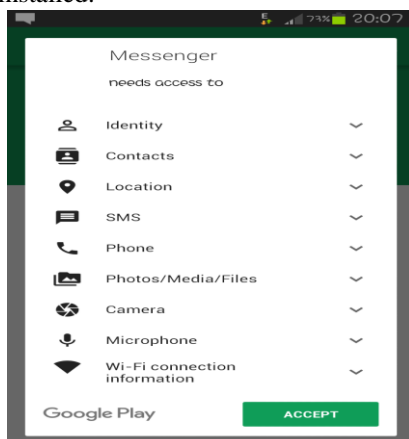 installed.
E 73% 20:07
Messenger
needs access to
Identity
Contacts
Location
SMS
Phone
Photos/Media/Files
Camera
Microphone
Wi-Fi connection
information
Google Play
ACCEPT